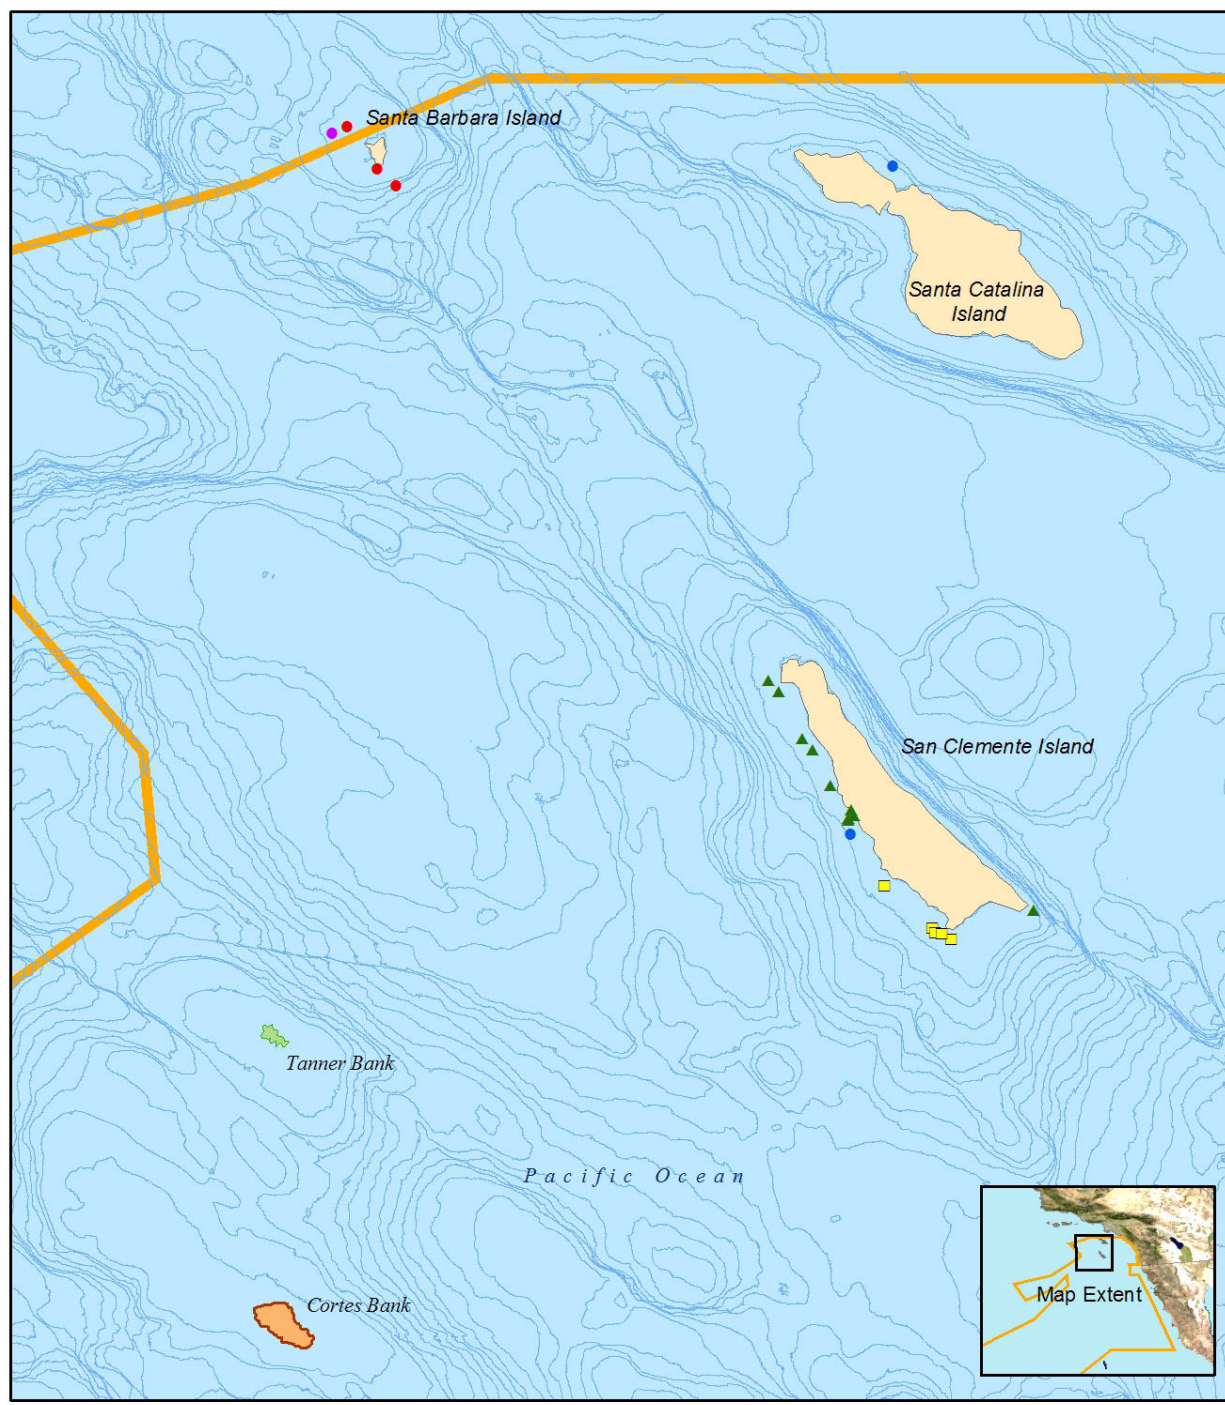 Santa Barbara Island
Santa Catalina
Island
San Clemente Island
Tanner Bank
Pacific Ocean
Map Extent
Cortes Bank